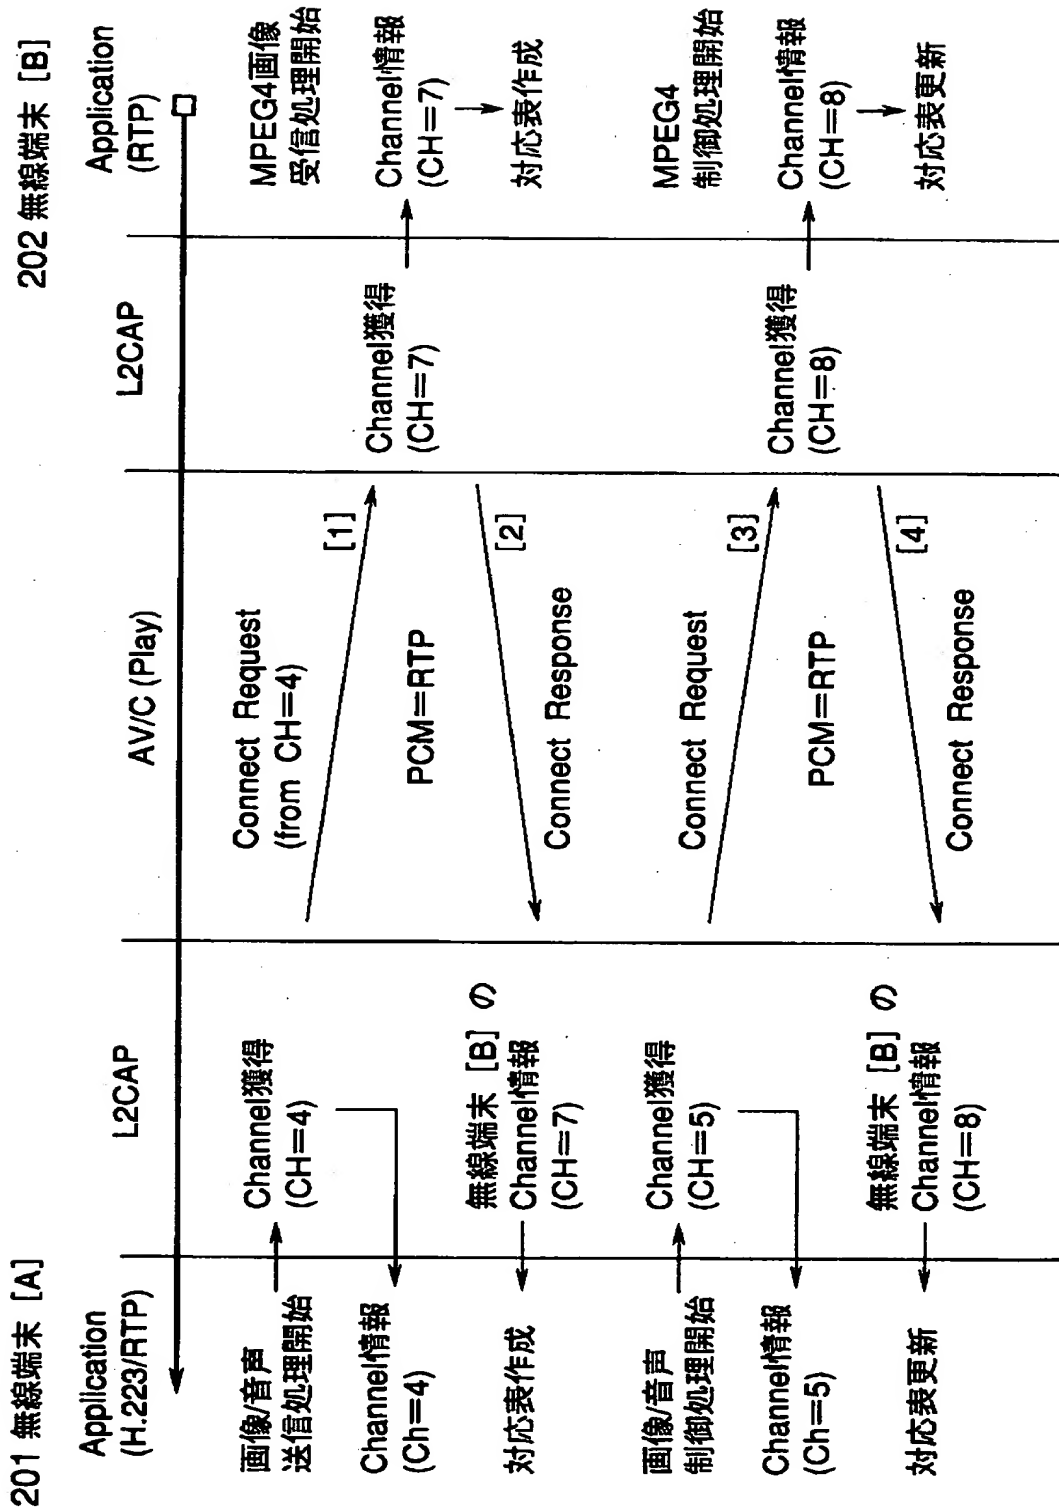 201 無線端末 [A]
202 無線端末 [B]
Application
(H.223/RTP)
L2CAP
AV/C (Play)
L2CAP
Application
(RTP)
画像/音声
送信処理開始
Channel獲得
(CH=4)
Connect Request
(from CH=4)
[1]
MPEG4画像
受信処理開始
Channel情報
(Ch=4)
PCM=RTP
Channel獲得
(CH=7)
Channel情報
(CH=7)
対応表作成
無線端末 [B] の
Channel情報
(CH=7)
Connect Response
[2]
対応表作成
画像/音声
制御処理開始
Channel獲得
(CH=5)
Connect Request
[3]
MPEG4
制御処理開始
Channel情報
(Ch=5)
PCM=RTP
Channel獲得
(CH=8)
Channel情報
(CH=8)
対応表更新
無線端末 [B] の
Channel情報
(CH=8)
Connect Response
[4]
対応表更新